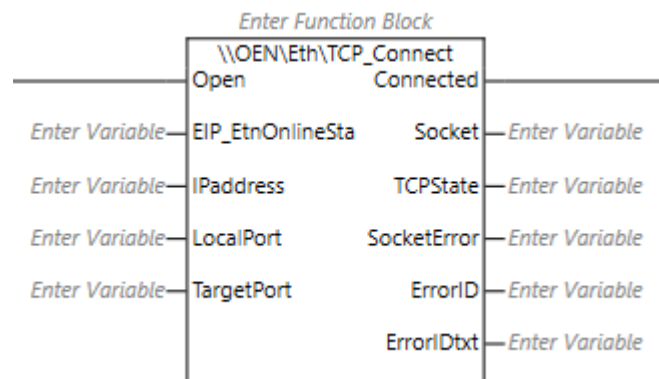 Enter Function Block
\\OEN\Eth\TCP_Connect
Open Connected
Enter Variable EIP_EtnOnlineSta Socket Enter Variable
Enter Variable IPaddress TCPState Enter Variable
Enter Variable LocalPort SocketError Enter Variable
Enter Variable TargetPort ErrorID Enter Variable
ErrorIDtxt Enter Variable